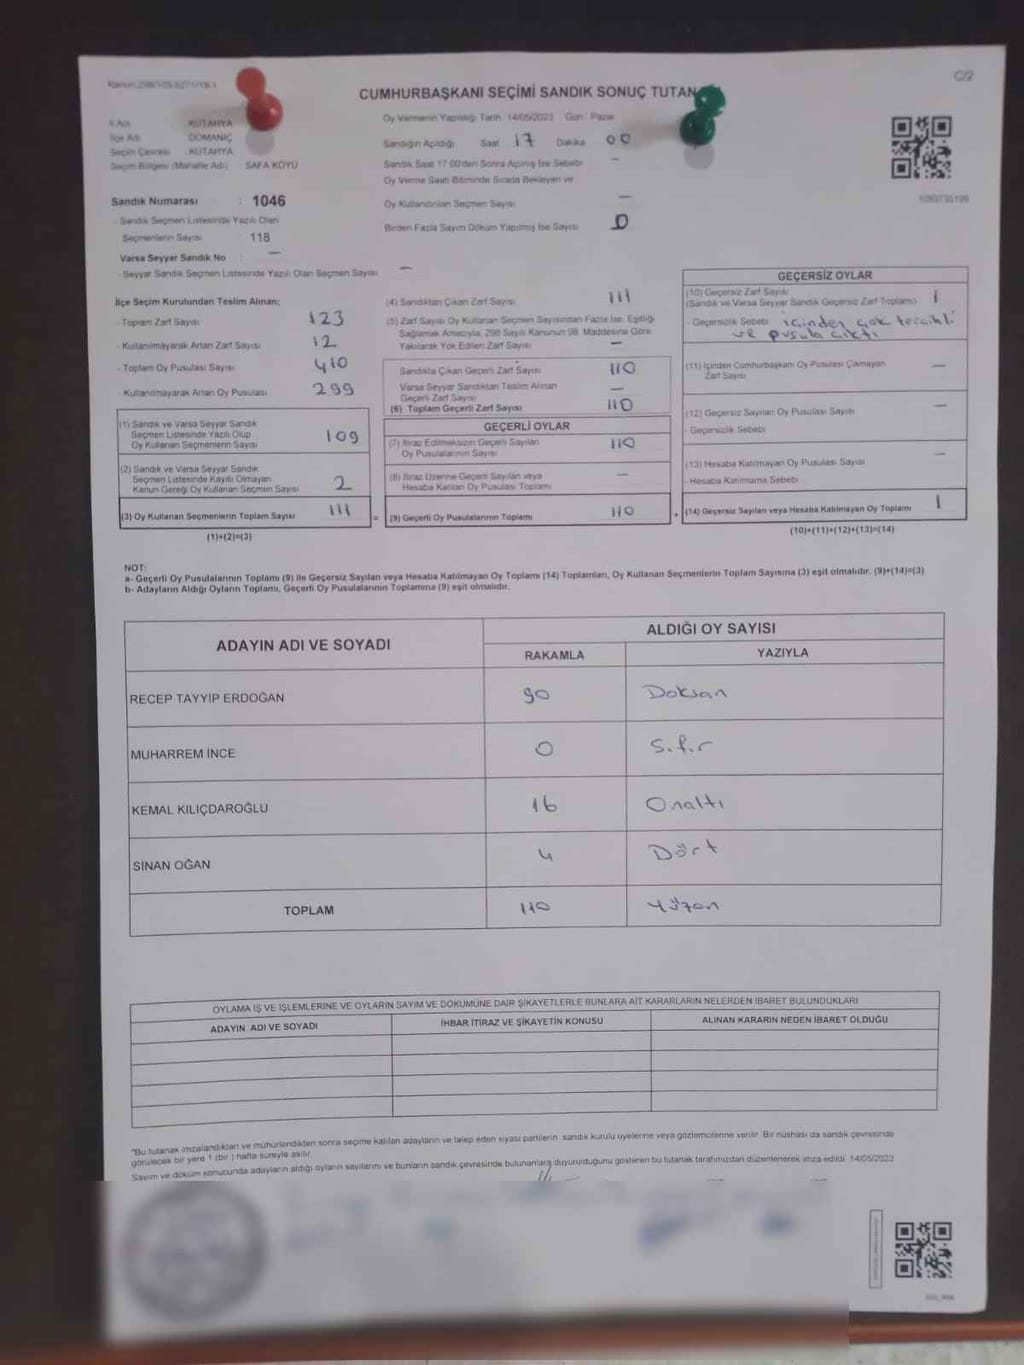 C/2
CUMHURBAŞKANI SEÇİMİ SANDIK SONUÇ TUTAN
İl Adı KÜTAHYA
İlçe Adı DOMANİÇ
Seçim Çevresi KÜTAHYA
Seçim Bölgesi (Mahalle Adı) SAFA KÖYÜ
Oy Vermenin Yapıldığı Tarih: 14/05/2023 Gün: Pazar
Sandığın Açıldığı Saat 17 Dakika 00
Sandık Saat 17:00'den Sonra Açılmış İse Sebebi —
Oy Verme Saati Bitiminde Sırada Bekleyen ve
Oy Kullandırılan Seçmen Sayısı —
Birden Fazla Sayım Döküm Yapılmış İse Sayısı 0
Sandık Numarası : 1046
- Sandık Seçmen Listesinde Yazılı Olan
Seçmenlerin Sayısı 118
Varsa Seyyar Sandık No : —
- Seyyar Sandık Seçmen Listesinde Yazılı Olan Seçmen Sayısı —
İlçe Seçim Kurulundan Teslim Alınan;
- Toplam Zarf Sayısı 123
- Kullanılmayarak Artan Zarf Sayısı 12
- Toplam Oy Pusulası Sayısı 410
- Kullanılmayarak Artan Oy Pusulası 299
(1) Sandık ve Varsa Seyyar Sandık
Seçmen Listesinde Yazılı Olup
Oy Kullanan Seçmenlerin Sayısı 109
(2) Sandık ve Varsa Seyyar Sandık
Seçmen Listesinde Kayıtlı Olmayan
Kanun Gereği Oy Kullanan Seçmen Sayısı 2
(3) Oy Kullanan Seçmenlerin Toplam Sayısı 111
(1)+(2)=(3)
(4) Sandıktan Çıkan Zarf Sayısı 111
(5) Zarf Sayısı Oy Kullanan Seçmen Sayısından Fazla İse, Eşitliği
Sağlamak Amacıyla, 298 Sayılı Kanunun 98. Maddesine Göre
Yakılarak Yok Edilen Zarf Sayısı —
Sandıkta Çıkan Geçerli Zarf Sayısı 110
Varsa Seyyar Sandıktan Teslim Alınan
Geçerli Zarf Sayısı —
(6) Toplam Geçerli Zarf Sayısı 110
GEÇERLİ OYLAR
(7) İtiraz Edilmeksizin Geçerli Sayılan
Oy Pusulalarının Sayısı 110
(8) İtiraz Üzerine Geçerli Sayılan veya
Hesaba Katılan Oy Pusulası Toplamı —
= (9) Geçerli Oy Pusulalarının Toplamı 110
GEÇERSİZ OYLAR
(10) Geçersiz Zarf Sayısı
(Sandık ve Varsa Seyyar Sandık Geçersiz Zarf Toplamı) 1
- Geçersizlik Sebebi: içinden çok tercihli
ve pusula çıktı
(11) İçinden Cumhurbaşkanı Oy Pusulası Çıkmayan
Zarf Sayısı —
(12) Geçersiz Sayılan Oy Pusulası Sayısı —
- Geçersizlik Sebebi
(13) Hesaba Katılmayan Oy Pusulası Sayısı —
- Hesaba Katılmama Sebebi
+ (14) Geçersiz Sayılan veya Hesaba Katılmayan Oy Toplamı 1
(10)+(11)+(12)+(13)=(14)
NOT:
a- Geçerli Oy Pusulalarının Toplamı (9) ile Geçersiz Sayılan veya Hesaba Katılmayan Oy Toplamı (14) Toplamları, Oy Kullanan Seçmenlerin Toplam Sayısına (3) eşit olmalıdır. (9)+(14)=(3)
b- Adayların Aldığı Oyların Toplamı, Geçerli Oy Pusulalarının Toplamına (9) eşit olmalıdır.
ADAYIN ADI VE SOYADI
ALDIĞI OY SAYISI
RAKAMLA YAZIYLA
RECEP TAYYİP ERDOĞAN 90 Doksan
MUHARREM İNCE 0 Sıfır
KEMAL KILIÇDAROĞLU 16 Onaltı
SİNAN OĞAN 4 Dört
TOPLAM 110 Yüzon
OYLAMA İŞ VE İŞLEMLERİNE VE OYLARIN SAYIM VE DÖKÜMÜNE DAİR ŞİKAYETLERLE BUNLARA AİT KARARLARIN NELERDEN İBARET BULUNDUKLARI
ADAYIN ADI VE SOYADI İHBAR İTİRAZ VE ŞİKAYETİN KONUSU ALINAN KARARIN NEDEN İBARET OLDUĞU
"Bu tutanak imzalandıktan ve mühürlendikten sonra seçime katılan adayların ve talep eden siyasi partilerin sandık kurulu üyelerine veya gözlemcilerine verilir. Bir nüshası da sandık çevresinde
görülecek bir yere 1 (bir) hafta süreyle asılır.
Sayım ve döküm sonucunda adayların aldığı oyların sayılarını ve bunların sandık çevresinde bulunanlara duyurulduğunu gösteren bu tutanak tarafımızdan düzenlenerek imza edildi. 14/05/2023